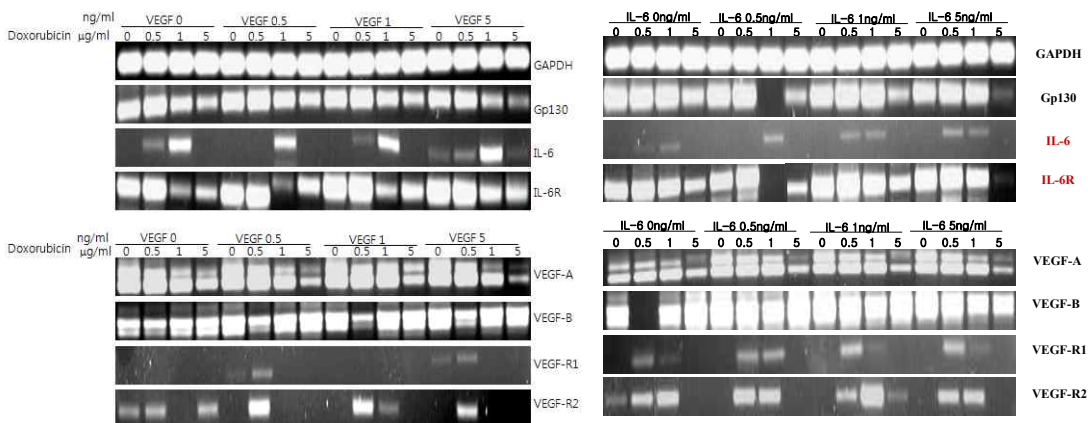 ng/ml VEGF 0 VEGF 0.5 VEGF 1 VEGF 5
Doxorubicin μg/ml 0 0.5 1 5 0 0.5 1 5 0 0.5 1 5 0 0.5 1 5
GAPDH
Gp130
IL-6
IL-6R
ng/ml VEGF 0 VEGF 0.5 VEGF 1 VEGF 5
Doxorubicin μg/ml 0 0.5 1 5 0 0.5 1 5 0 0.5 1 5 0 0.5 1 5
VEGF-A
VEGF-B
VEGF-R1
VEGF-R2
IL-6 0ng/ml IL-6 0.5ng/ml IL-6 1ng/ml IL-6 5ng/ml
0 0.5 1 5 0 0.5 1 5 0 0.5 1 5 0 0.5 1 5
GAPDH
Gp130
IL-6
IL-6R
IL-6 0ng/ml IL-6 0.5ng/ml IL-6 1ng/ml IL-6 5ng/ml
0 0.5 1 5 0 0.5 1 5 0 0.5 1 5 0 0.5 1 5
VEGF-A
VEGF-B
VEGF-R1
VEGF-R2